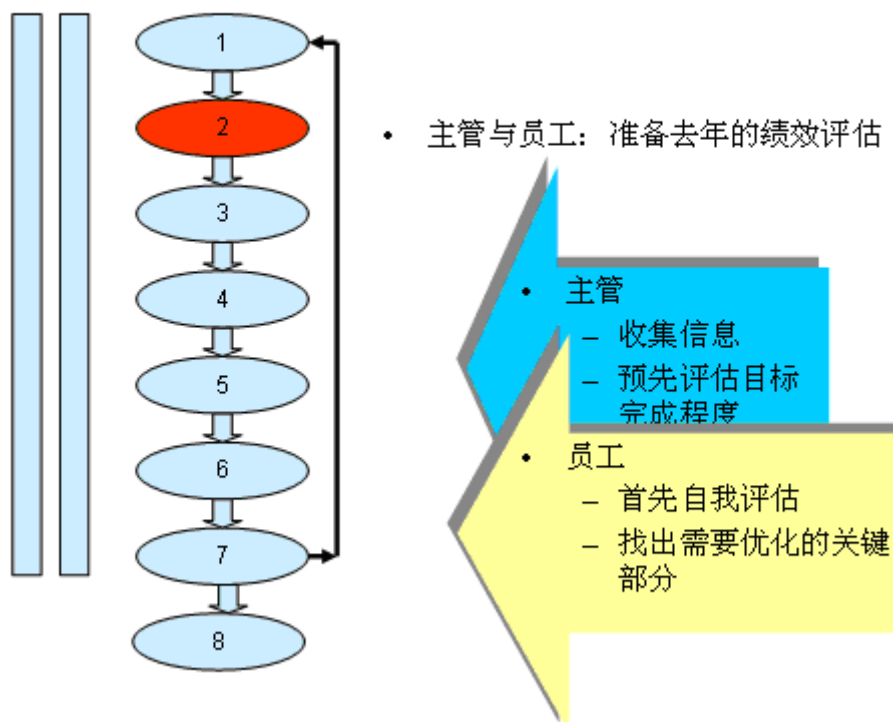 1
2
3
4
5
6
7
8
• 主管与员工：准备去年的绩效评估
• 主管
– 收集信息
– 预先评估目标
完成程度
• 员工
– 首先自我评估
– 找出需要优化的关键
部分